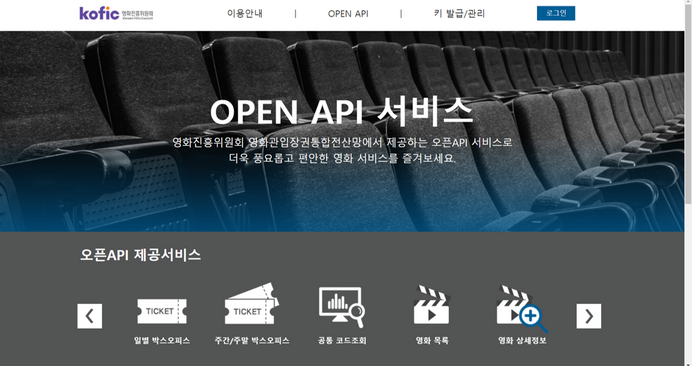 kofic 영화진흥위원회
이용안내 | OPEN API | 키 발급/관리
로그인
OPEN API 서비스
영화진흥위원회 영화관입장권통합전산망에서 제공하는 오픈API 서비스로
더욱 풍요롭고 편안한 영화 서비스를 즐겨보세요.
오픈API 제공서비스
TICKET
TICKET
일별 박스오피스
주간/주말 박스오피스
공통 코드조회
영화 목록
영화 상세정보